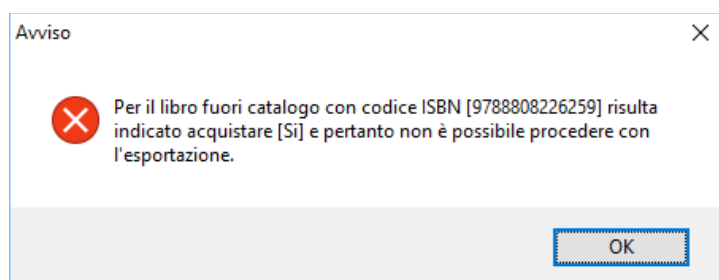 Avviso
Per il libro fuori catalogo con codice ISBN [9788808226259] risulta
indicato acquistare [Si] e pertanto non è possibile procedere con
l'esportazione.
OK